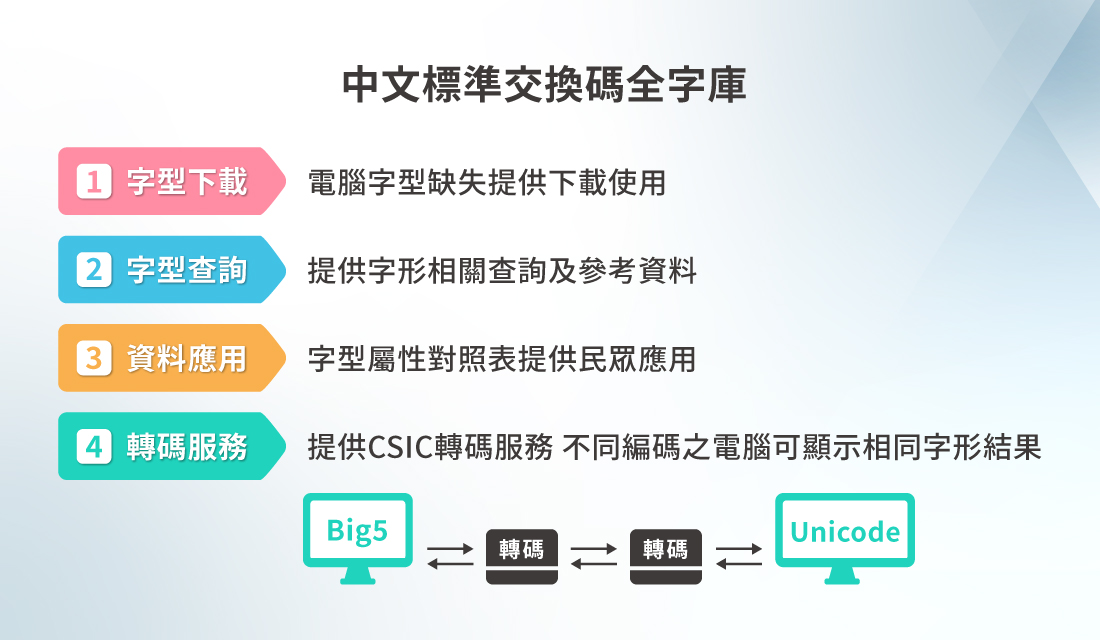 中文標準交換碼全字庫
1 字型下載 電腦字型缺失提供下載使用
2 字型查詢 提供字形相關查詢及參考資料
3 資料應用 字型屬性對照表提供民眾應用
4 轉碼服務 提供CSIC轉碼服務 不同編碼之電腦可顯示相同字形結果
Big5 轉碼 轉碼 Unicode